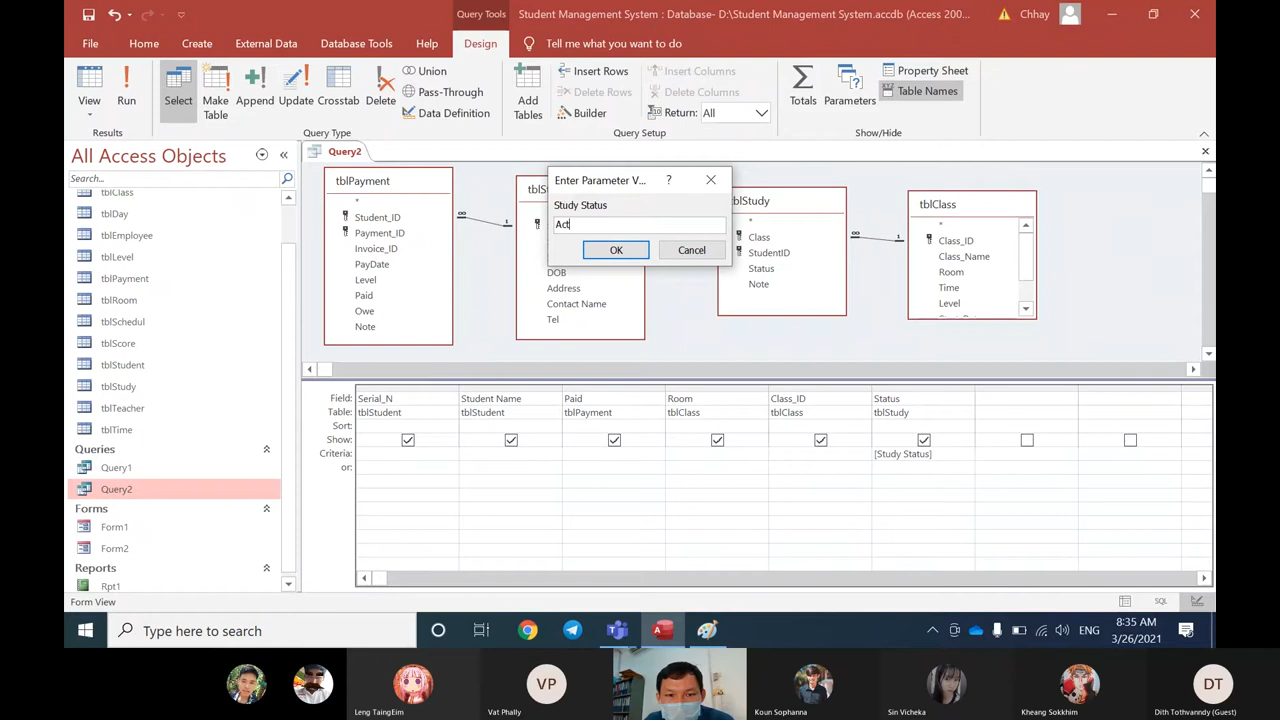 Query Tools
Student Management System : Database- D:\Student Management System.accdb (Access 200...
Chhay
File
Home
Create
External Data
Database Tools
Help
Design
Tell me what you want to do
View
Run
Select
Make Table
Append
Update
Crosstab
Delete
Union
Pass-Through
Data Definition
Add Tables
Insert Rows
Delete Rows
Builder
Insert Columns
Delete Columns
Return: All
Totals
Parameters
Property Sheet
Table Names
Results
Query Type
Query Setup
Show/Hide
All Access Objects
Search...
tblClass
tblDay
tblEmployee
tblLevel
tblPayment
tblRoom
tblSchedul
tblScore
tblStudent
tblStudy
tblTeacher
tblTime
Queries
Query1
Query2
Forms
Form1
Form2
Reports
Rpt1
Query2
tblPayment
*
Student_ID
Payment_ID
Invoice_ID
PayDate
Level
Paid
Owe
Note
DOB
Address
Contact Name
Tel
Enter Parameter V...
?
Study Status
Act
OK
Cancel
tblStudy
*
Class
StudentID
Status
Note
tblClass
*
Class_ID
Class_Name
Room
Time
Level
Field: Serial_N Student Name Paid Room Class_ID Status
Table: tblStudent tblStudent tblPayment tblClass tblClass tblStudy
Sort:
Show:
Criteria: [Study Status]
or:
Form View
SQL
Type here to search
ENG
8:35 AM
3/26/2021
Leng TaingEim
VP
Vat Phally
Koun Sophanna
Sin Vicheka
Kheang Sokkhim
DT
Dith Tothvanndy (Guest)